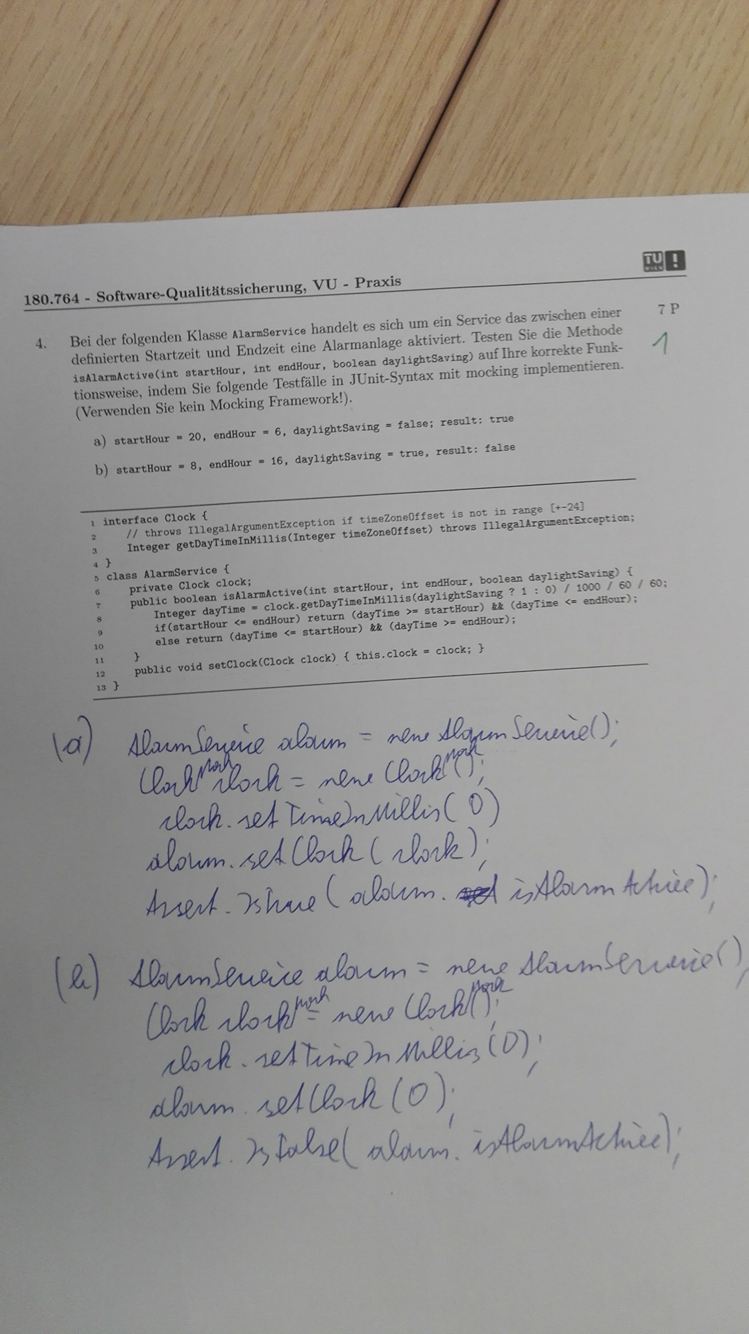 TU
WIEN
!
180.764 - Software-Qualitätssicherung, VU - Praxis
4. Bei der folgenden Klasse AlarmService handelt es sich um ein Service das zwischen einer 7 P
definierten Startzeit und Endzeit eine Alarmanlage aktiviert. Testen Sie die Methode 1
isAlarmActive(int startHour, int endHour, boolean daylightSaving) auf Ihre korrekte Funk-
tionsweise, indem Sie folgende Testfälle in JUnit-Syntax mit mocking implementieren.
(Verwenden Sie kein Mocking Framework!).
a) startHour = 20, endHour = 6, daylightSaving = false; result: true
b) startHour = 8, endHour = 16, daylightSaving = true, result: false
1 interface Clock {
2 // throws IllegalArgumentException if timeZoneOffset is not in range [+-24]
3 Integer getDayTimeInMillis(Integer timeZoneOffset) throws IllegalArgumentException;
4 }
5 class AlarmService {
6 private Clock clock;
7 public boolean isAlarmActive(int startHour, int endHour, boolean daylightSaving) {
8 Integer dayTime = clock.getDayTimeInMillis(daylightSaving ? 1 : 0) / 1000 / 60 / 60;
9 if(startHour <= endHour) return (dayTime >= startHour) && (dayTime <= endHour);
10 else return (dayTime <= startHour) && (dayTime >= endHour);
11 }
12 public void setClock(Clock clock) { this.clock = clock; }
13 }
(a) AlarmService alarm = new AlarmService();
Clock Mock clock = new Clock Mock ();
clock.setTimeInMillis(0)
alarm.setClock(clock);
Assert.IsTrue(alarm. isAlarmActive);
(b) AlarmService alarm = new AlarmService();
Clock clock Mock = new Clock Mock ();
clock.setTimeInMillis(0);
alarm.setClock(0);
Assert.IsFalse(alarm.isAlarmActive);